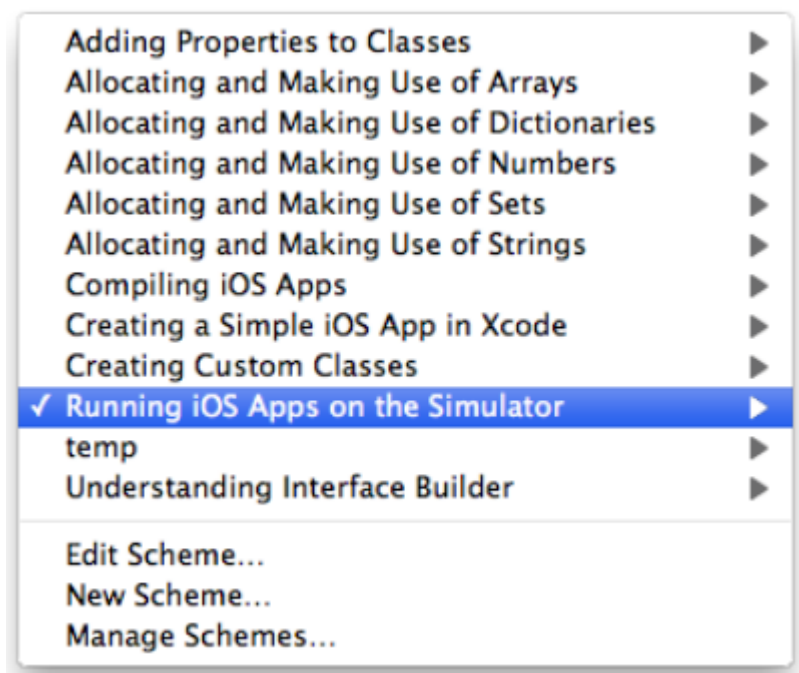 Adding Properties to Classes
Allocating and Making Use of Arrays
Allocating and Making Use of Dictionaries
Allocating and Making Use of Numbers
Allocating and Making Use of Sets
Allocating and Making Use of Strings
Compiling iOS Apps
Creating a Simple iOS App in Xcode
Creating Custom Classes
✓ Running iOS Apps on the Simulator
temp
Understanding Interface Builder
Edit Scheme...
New Scheme...
Manage Schemes...